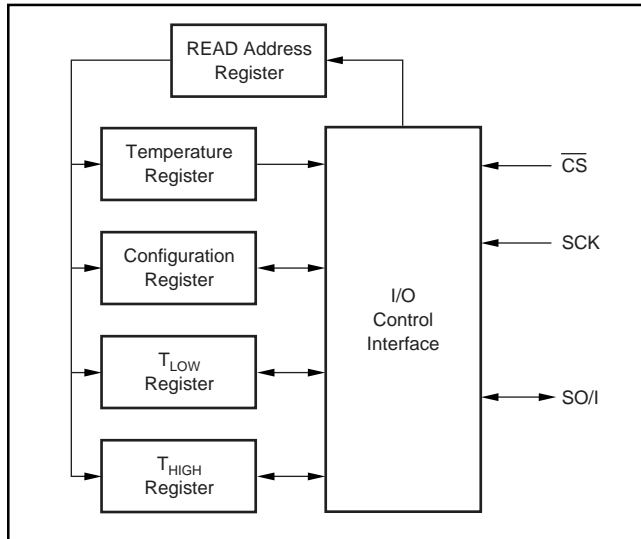 READ Address
Register
Temperature
Register
CS
Configuration
Register
SCK
I/O
Control
Interface
TLOW
Register
SO/I
THIGH
Register